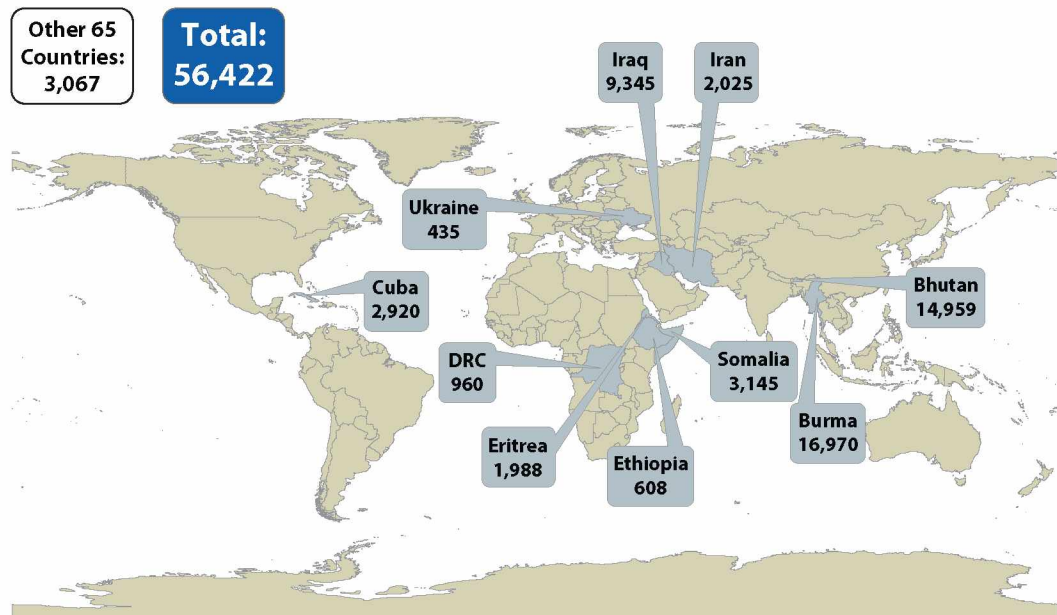 Other 65
Countries:
3,067
Total:
56,422
Iraq
9,345
Iran
2,025
Ukraine
435
Cuba
2,920
Bhutan
14,959
DRC
960
Somalia
3,145
Burma
16,970
Eritrea
1,988
Ethiopia
608